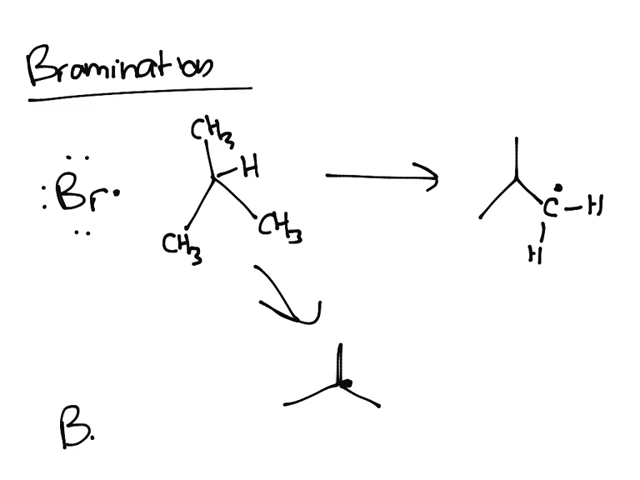 Bromination
CH3
H
:Br·
CH3
CH3
C
H
H
B.